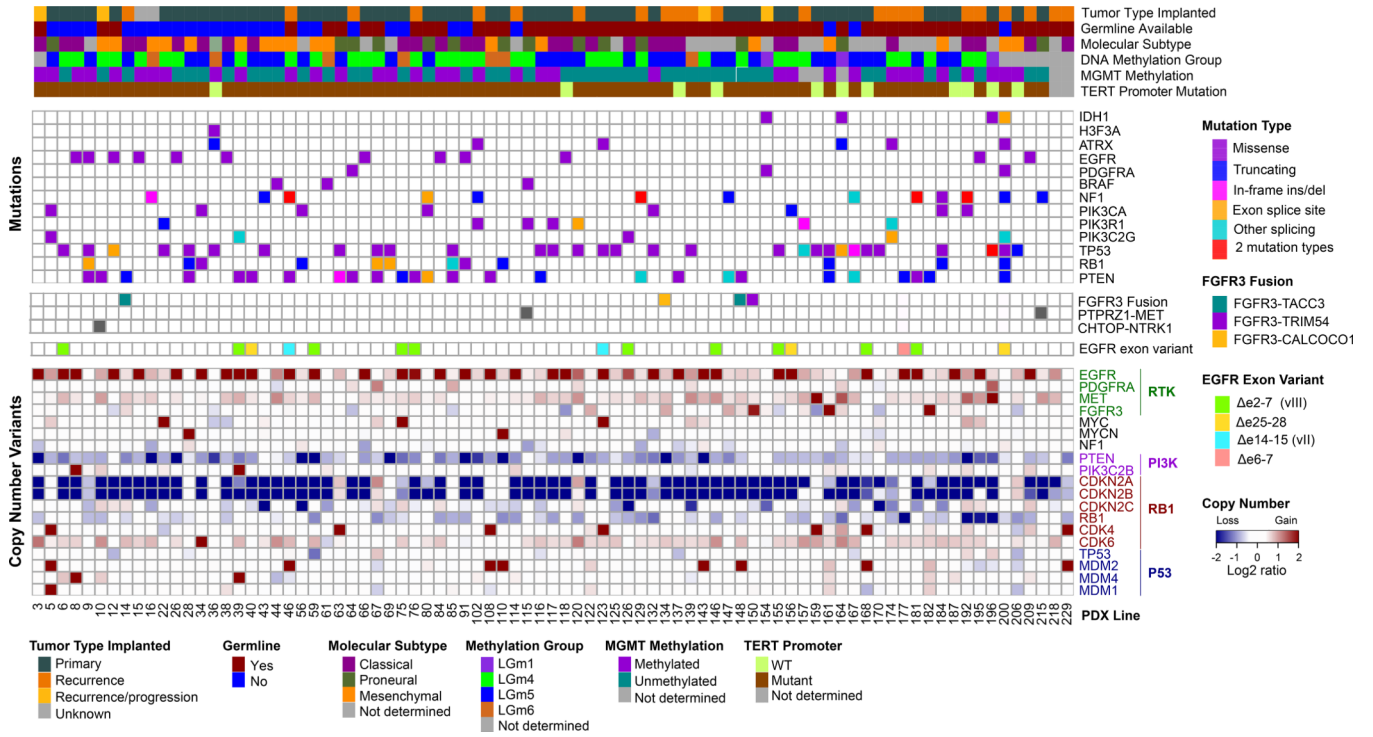 Tumor Type Implanted
Germline Available
Molecular Subtype
DNA Methylation Group
MGMT Methylation
TERT Promoter Mutation
Mutations
IDH1
H3F3A
ATRX
EGFR
PDGFRA
BRAF
NF1
PIK3CA
PIK3R1
PIK3C2G
TP53
RB1
PTEN
Mutation Type
Missense
Truncating
In-frame ins/del
Exon splice site
Other splicing
2 mutation types
FGFR3 Fusion
PTPRZ1-MET
CHTOP-NTRK1
FGFR3 Fusion
FGFR3-TACC3
FGFR3-TRIM54
FGFR3-CALCOCO1
EGFR exon variant
EGFR Exon Variant
Δe2-7 (vIII)
Δe25-28
Δe14-15 (vII)
Δe6-7
Copy Number Variants
EGFR
PDGFRA
MET
FGFR3
RTK
MYC
MYCN
NF1
PTEN
PIK3C2B
PI3K
CDKN2A
CDKN2B
CDKN2C
RB1
CDK4
CDK6
RB1
TP53
MDM2
MDM4
MDM1
P53
Copy Number
Loss Gain
-2 -1 0 1 2
Log2 ratio
3 5 6 8 9 10 12 14 15 16 22 26 28 34 36 38 39 40 43 44 46 56 59 61 63 64 66 67 69 75 76 80 84 85 91 102 108 110 114 115 116 117 118 120 122 123 125 126 129 132 134 137 139 143 146 147 148 150 154 155 156 157 159 161 164 167 168 170 174 177 181 182 184 187 192 195 196 200 206 209 215 218 229
PDX Line
Tumor Type Implanted
Primary
Recurrence
Recurrence/progression
Unknown
Germline
Yes
No
Molecular Subtype
Classical
Proneural
Mesenchymal
Not determined
Methylation Group
LGm1
LGm4
LGm5
LGm6
Not determined
MGMT Methylation
Methylated
Unmethylated
Not determined
TERT Promoter
WT
Mutant
Not determined